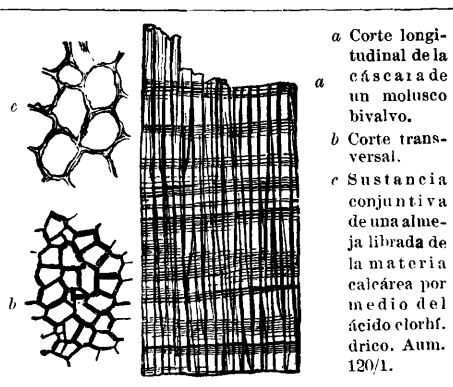 c
b
a
a Corte longi-
tudinal de la
cáscara de
un molusco
bivalvo.
b Corte trans-
versal.
c Sustancia
conjuntiva
de una alme-
ja librada de
la materia
calcárea por
medio del
ácido clorhí-
drico. Aum.
120/1.